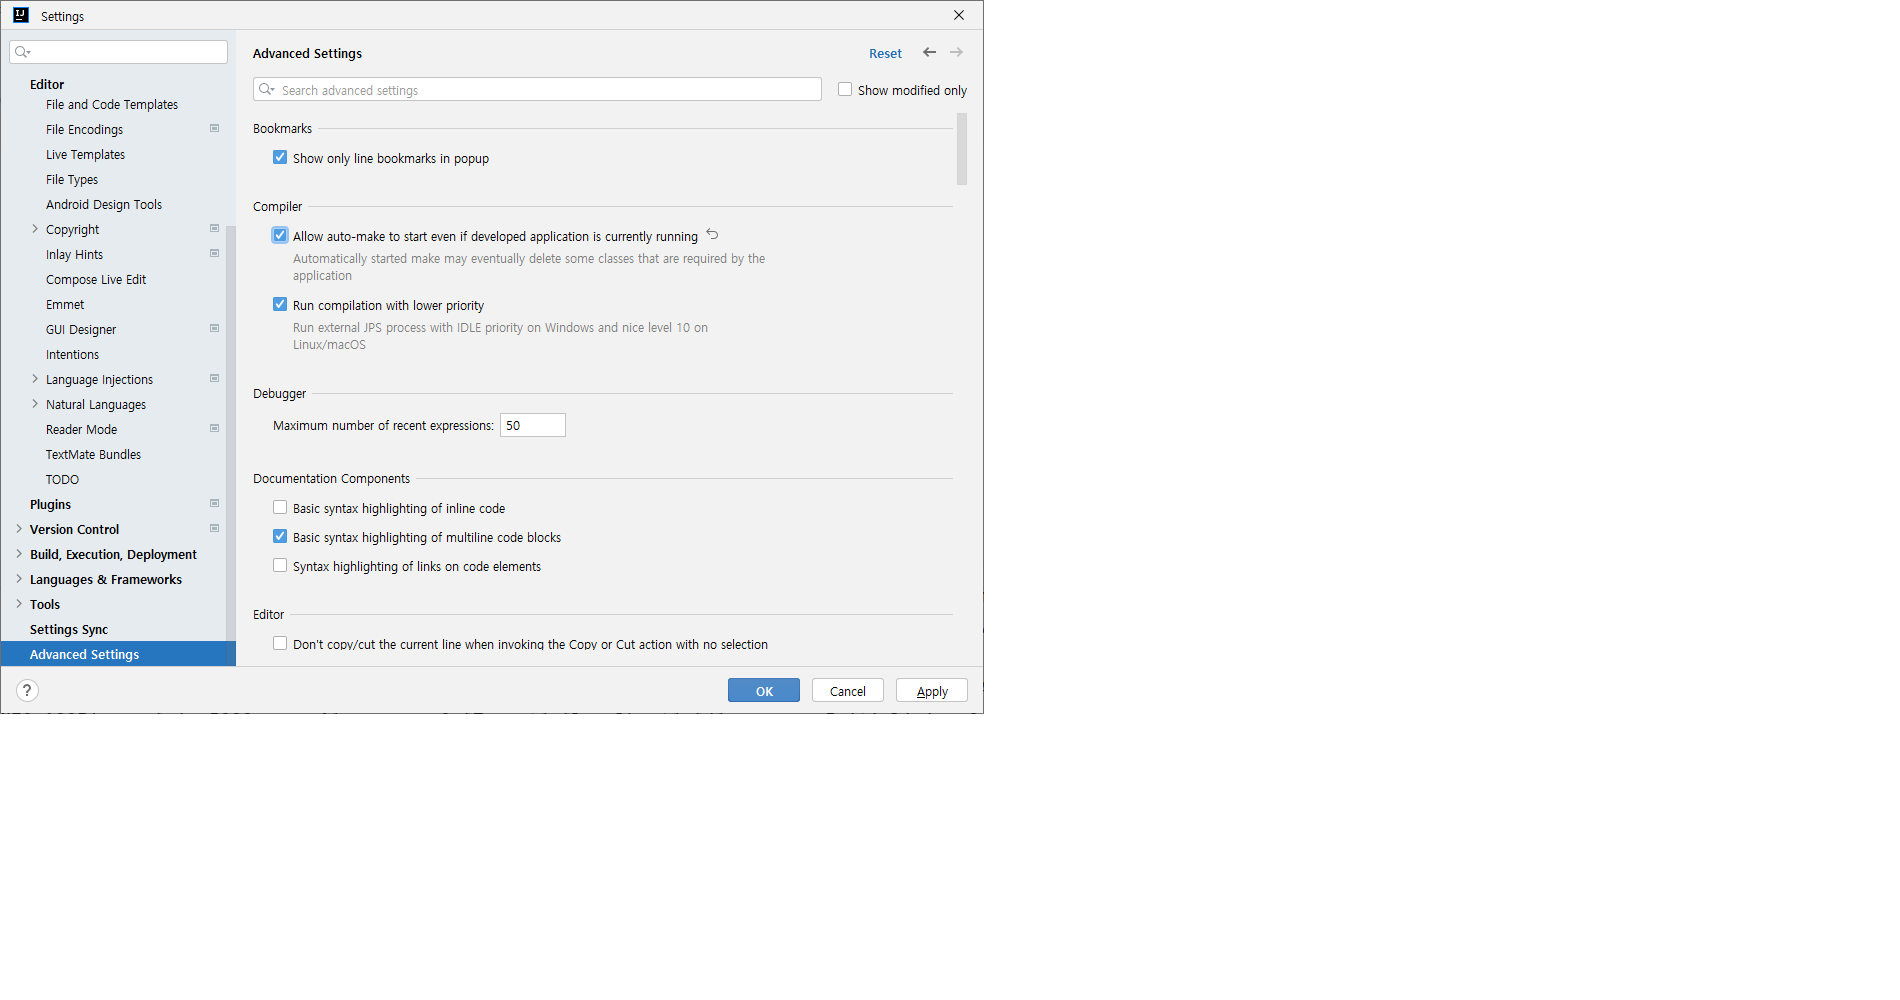 Settings
Editor
File and Code Templates
File Encodings
Live Templates
File Types
Android Design Tools
Copyright
Inlay Hints
Compose Live Edit
Emmet
GUI Designer
Intentions
Language Injections
Natural Languages
Reader Mode
TextMate Bundles
TODO
Plugins
Version Control
Build, Execution, Deployment
Languages & Frameworks
Tools
Settings Sync
Advanced Settings
Advanced Settings
Reset
Search advanced settings
Show modified only
Bookmarks
Show only line bookmarks in popup
Compiler
Allow auto-make to start even if developed application is currently running
Automatically started make may eventually delete some classes that are required by the
application
Run compilation with lower priority
Run external JPS process with IDLE priority on Windows and nice level 10 on
Linux/macOS
Debugger
Maximum number of recent expressions: 50
Documentation Components
Basic syntax highlighting of inline code
Basic syntax highlighting of multiline code blocks
Syntax highlighting of links on code elements
Editor
Don't copy/cut the current line when invoking the Copy or Cut action with no selection
?
OK
Cancel
Apply